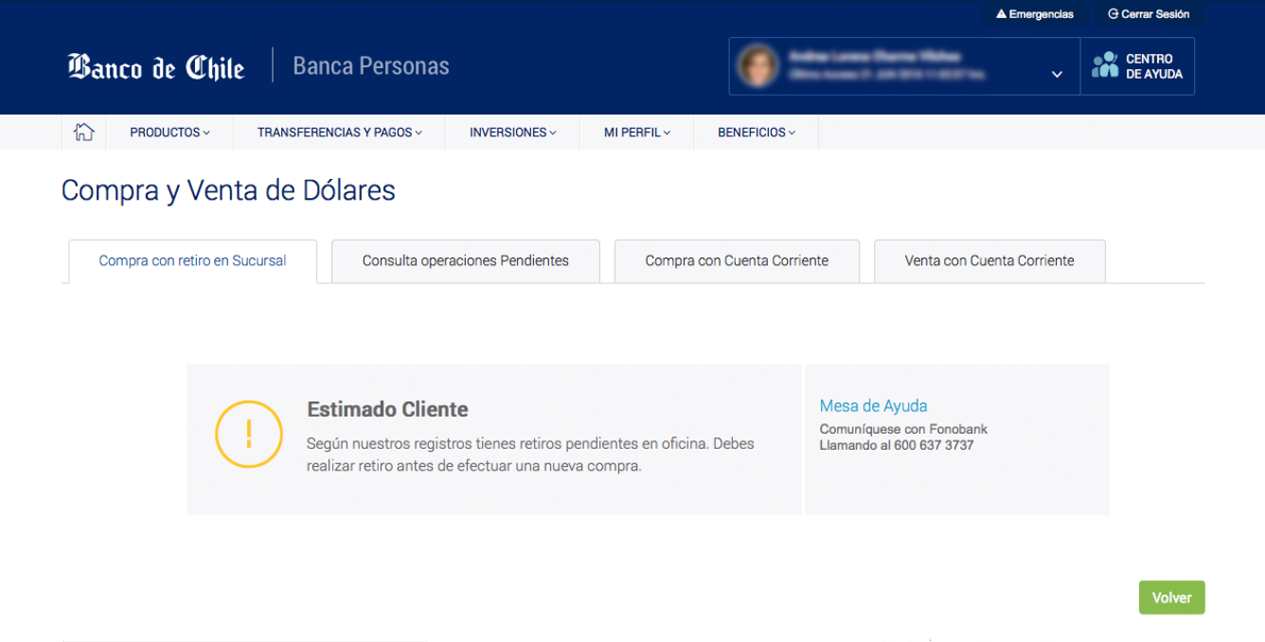 Emergencias
Cerrar Sesión
Banco de Chile
Banca Personas
CENTRO
DE AYUDA
PRODUCTOS
TRANSFERENCIAS Y PAGOS
INVERSIONES
MI PERFIL
BENEFICIOS
Compra y Venta de Dólares
Compra con retiro en Sucursal
Consulta operaciones Pendientes
Compra con Cuenta Corriente
Venta con Cuenta Corriente
Estimado Cliente
Según nuestros registros tienes retiros pendientes en oficina. Debes
realizar retiro antes de efectuar una nueva compra.
Mesa de Ayuda
Comuníquese con Fonobank
Llamando al 600 637 3737
Volver